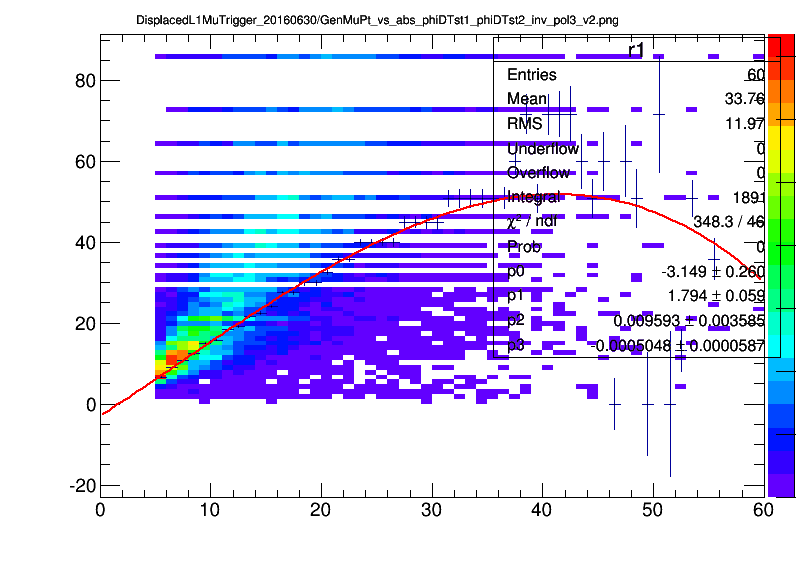 DisplacedL1MuTrigger_20160630/GenMuPt_vs_abs_phiDTst1_phiDTst2_inv_pol3_v2.png
r1
Entries 60
Mean 33.76
RMS 11.97
Underflow 0
Overflow 0
Integral 1891
χ² / ndf 348.3 / 46
Prob 0
p0 -3.149 ± 0.260
p1 1.794 ± 0.059
p2 0.009593 ± 0.003585
p3 -0.0005048 ± 0.0000587
80
60
40
20
0
-20
0 10 20 30 40 50 60